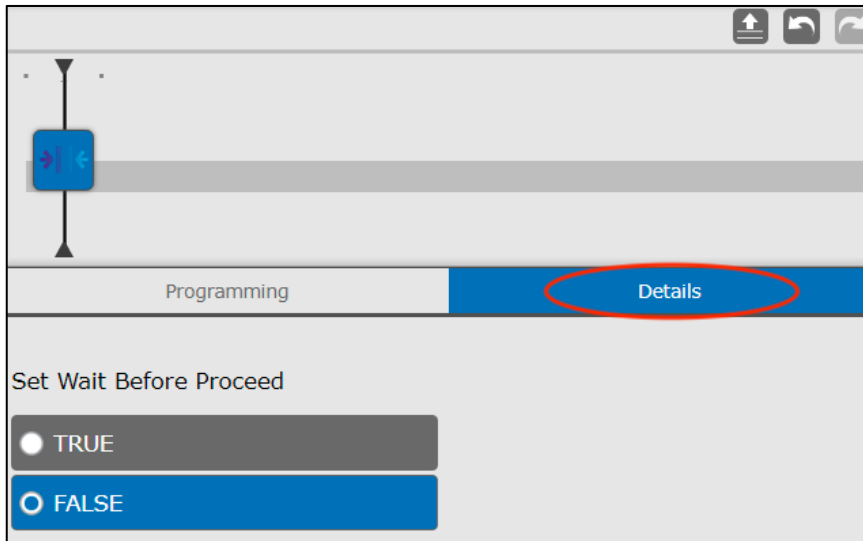 Programming
Details
Set Wait Before Proceed
TRUE
FALSE